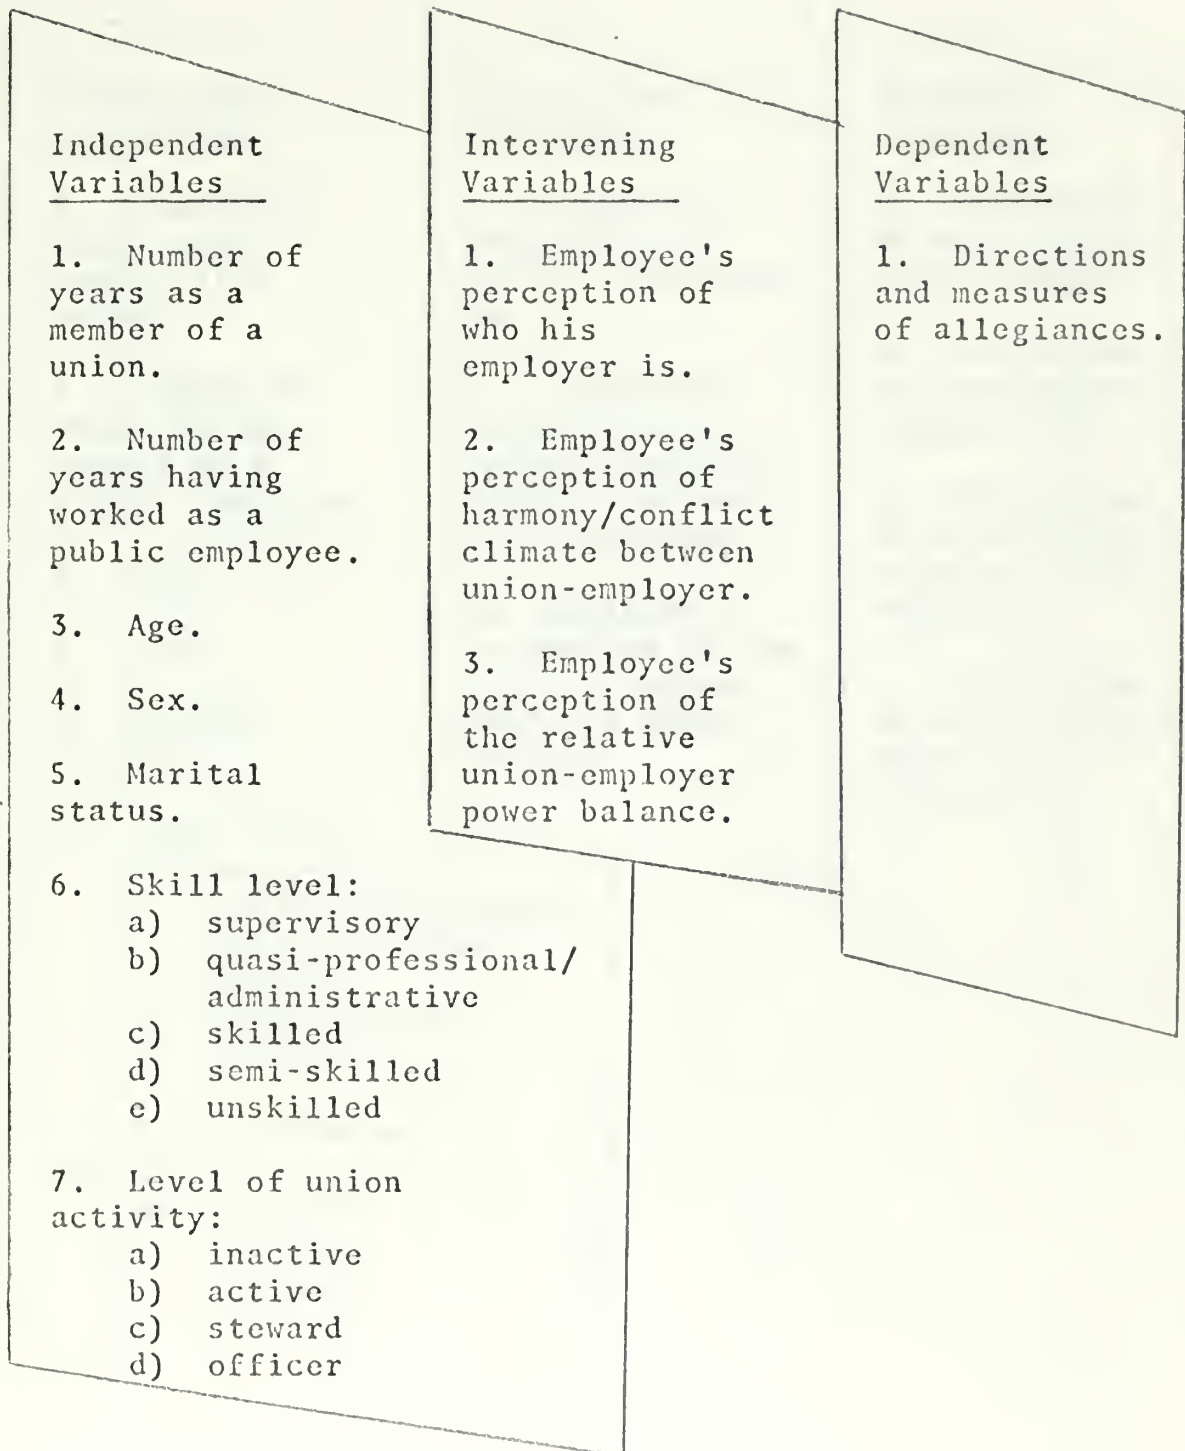 Independent
Variables
1. Number of
years as a
member of a
union.
2. Number of
years having
worked as a
public employee.
3. Age.
4. Sex.
5. Marital
status.
6. Skill level:
a) supervisory
b) quasi-professional/
administrative
c) skilled
d) semi-skilled
e) unskilled
7. Level of union
activity:
a) inactive
b) active
c) steward
d) officer
Intervening
Variables
1. Employee's
perception of
who his
employer is.
2. Employee's
perception of
harmony/conflict
climate between
union-employer.
3. Employee's
perception of
the relative
union-employer
power balance.
Dependent
Variables
1. Directions
and measures
of allegiances.